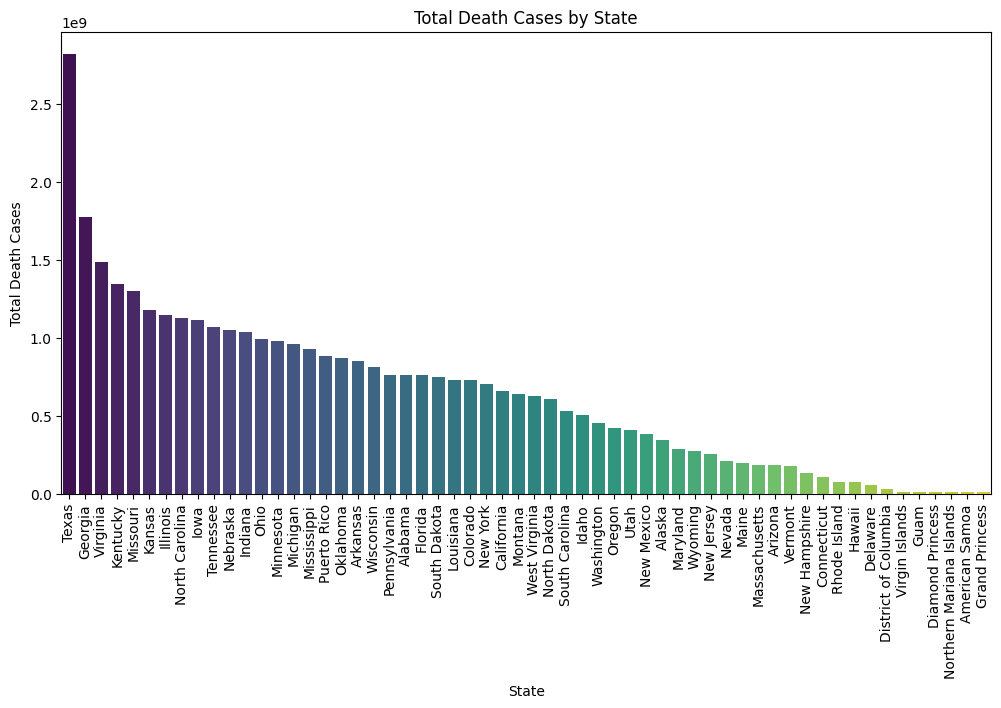 Total Death Cases by State
1e9
Total Death Cases
2.5
2.0
1.5
1.0
0.5
0.0
Texas
Georgia
Virginia
Kentucky
Missouri
Kansas
Illinois
North Carolina
Iowa
Tennessee
Nebraska
Indiana
Ohio
Minnesota
Michigan
Mississippi
Puerto Rico
Oklahoma
Arkansas
Wisconsin
Pennsylvania
Alabama
Florida
South Dakota
Louisiana
Colorado
New York
California
Montana
West Virginia
North Dakota
South Carolina
Idaho
Washington
Oregon
Utah
New Mexico
Alaska
Maryland
Wyoming
New Jersey
Nevada
Maine
Massachusetts
Arizona
Vermont
New Hampshire
Connecticut
Rhode Island
Hawaii
Delaware
District of Columbia
Virgin Islands
Guam
Diamond Princess
Northern Mariana Islands
American Samoa
Grand Princess
State